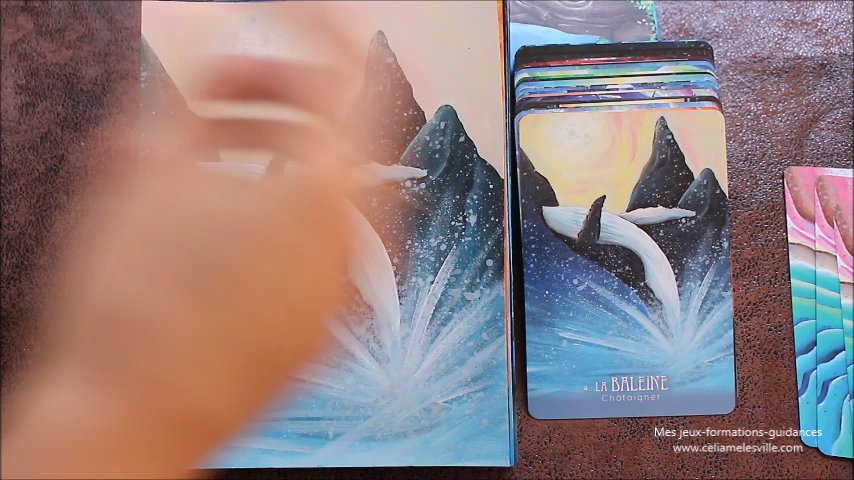 4. LA BALEINE
Châtaigner
Mes jeux-formations-guidances
www.celiamelesville.com